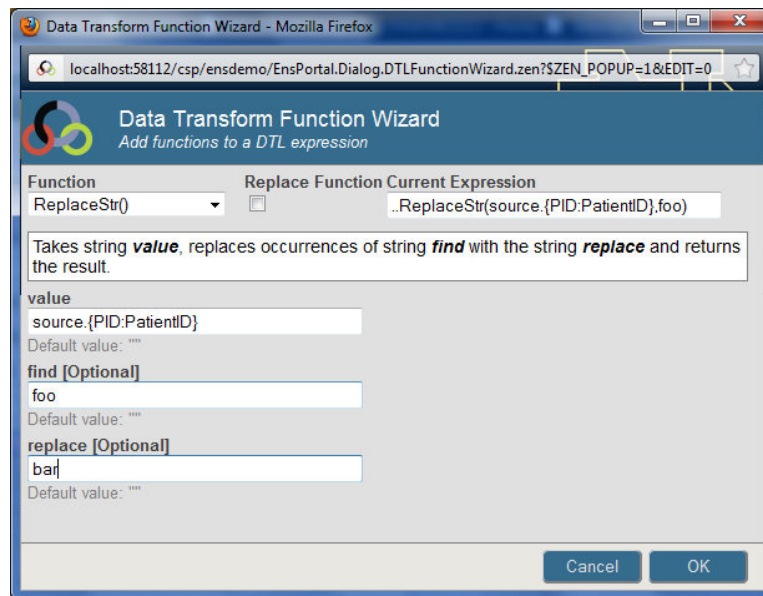 Data Transform Function Wizard - Mozilla Firefox
localhost:58112/csp/ensdemo/EnsPortal.Dialog.DTLFunctionWizard.zen?$ZEN_POPUP=1&EDIT=0
Data Transform Function Wizard
Add functions to a DTL expression
Function Replace Function Current Expression
ReplaceStr() ..ReplaceStr(source.{PID:PatientID},foo)
Takes string value, replaces occurrences of string find with the string replace and returns
the result.
value
source.{PID:PatientID}
Default value: ""
find [Optional]
foo
Default value: ""
replace [Optional]
bar
Default value: ""
Cancel OK